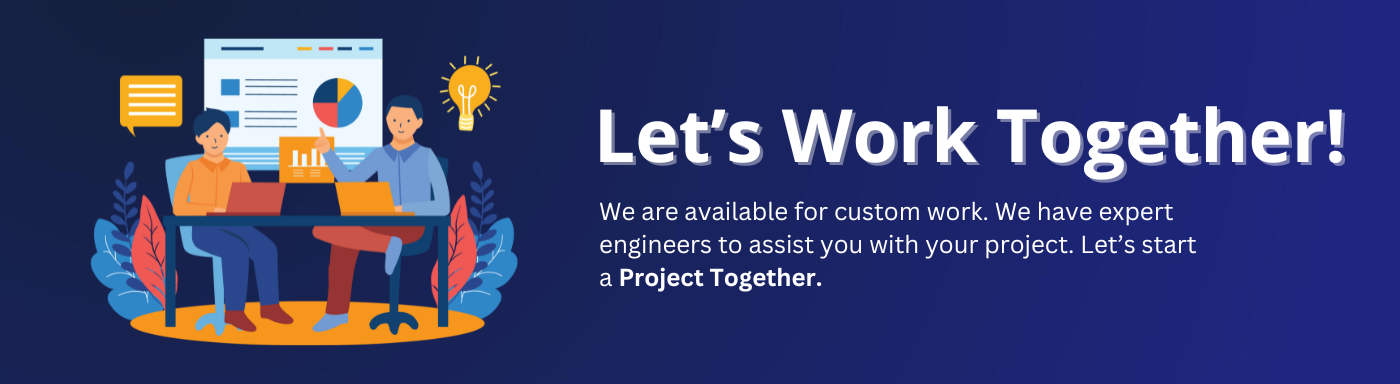 Let’s Work Together!
We are available for custom work. We have expert
engineers to assist you with your project. Let’s start
a Project Together.